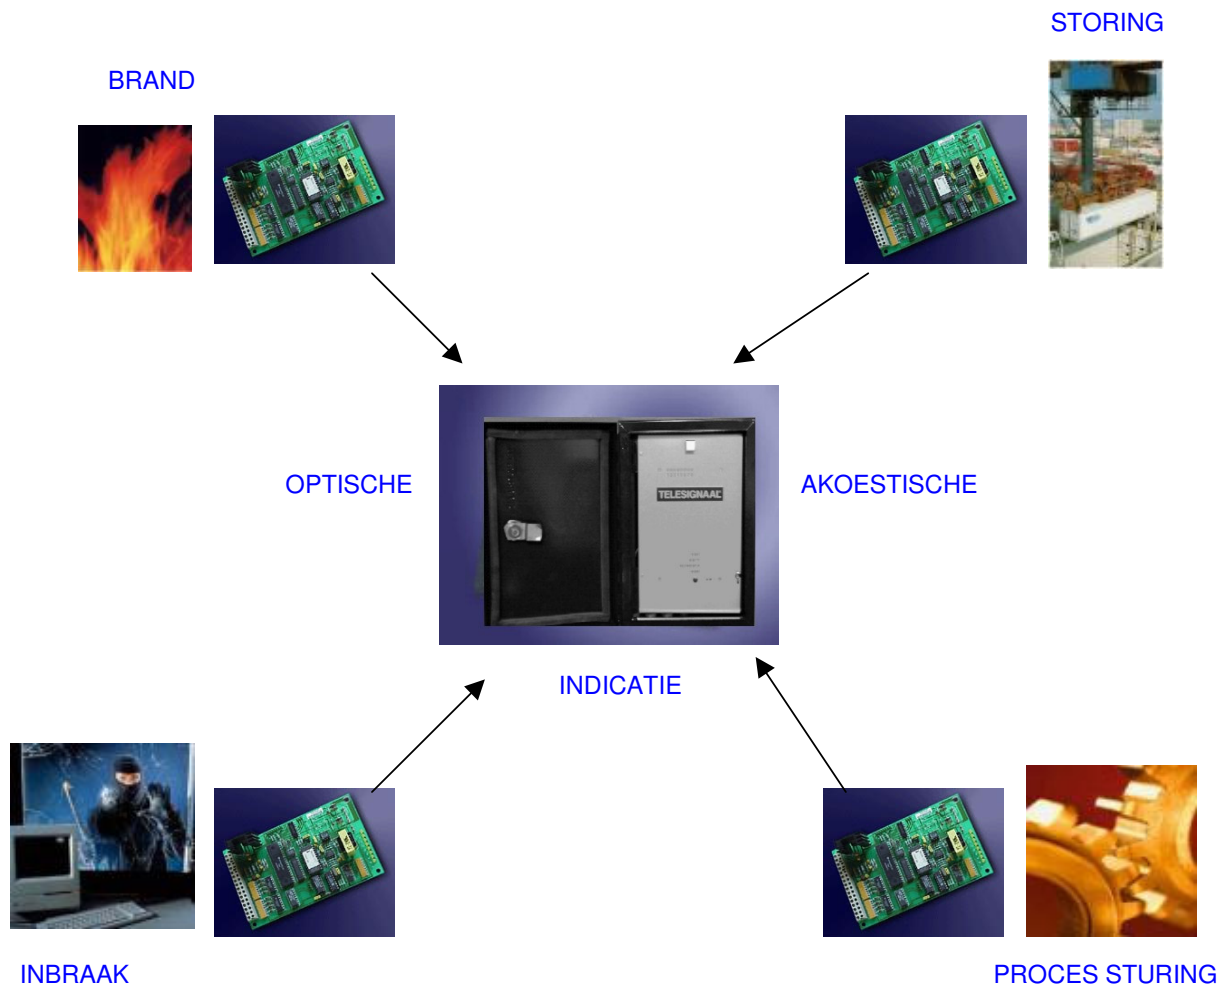 STORING
BRAND
OPTISCHE
TELESIGNAAL
AKOESTISCHE
INDICATIE
INBRAAK
PROCES STURING